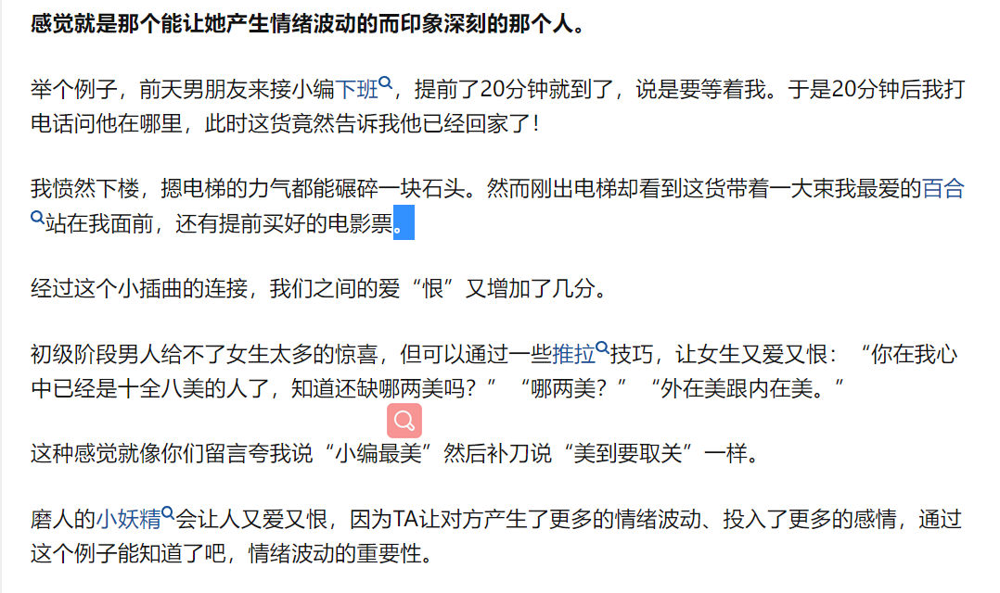 感觉就是那个能让她产生情绪波动的而印象深刻的那个人。
举个例子，前天男朋友来接小编下班，提前了20分钟就到了，说是要等着我。于是20分钟后我打
电话问他在哪里，此时这货竟然告诉我他已经回家了！
我愤然下楼，摁电梯的力气都能碾碎一块石头。然而刚出电梯却看到这货带着一大束我最爱的百合
站在我面前，还有提前买好的电影票。
经过这个小插曲的连接，我们之间的爱“恨”又增加了几分。
初级阶段男人给不了女生太多的惊喜，但可以通过一些推拉技巧，让女生又爱又恨：“你在我心
中已经是十全八美的人了，知道还缺哪两美吗？”“哪两美？”“外在美跟内在美。”
这种感觉就像你们留言夸我说“小编最美”然后补刀说“美到要取关”一样。
磨人的小妖精会让人又爱又恨，因为TA让对方产生了更多的情绪波动、投入了更多的感情，通过
这个例子能知道了吧，情绪波动的重要性。